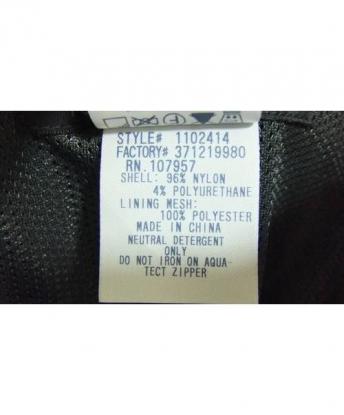 STYLE# 1102414
FACTORY# 371219980
RN. 107957
SHELL: 96% NYLON
4% POLYURETHANE
LINING MESH:
100% POLYESTER
MADE IN CHINA
NEUTRAL DETERGENT
ONLY
DO NOT IRON ON AQUA-
TECT ZIPPER